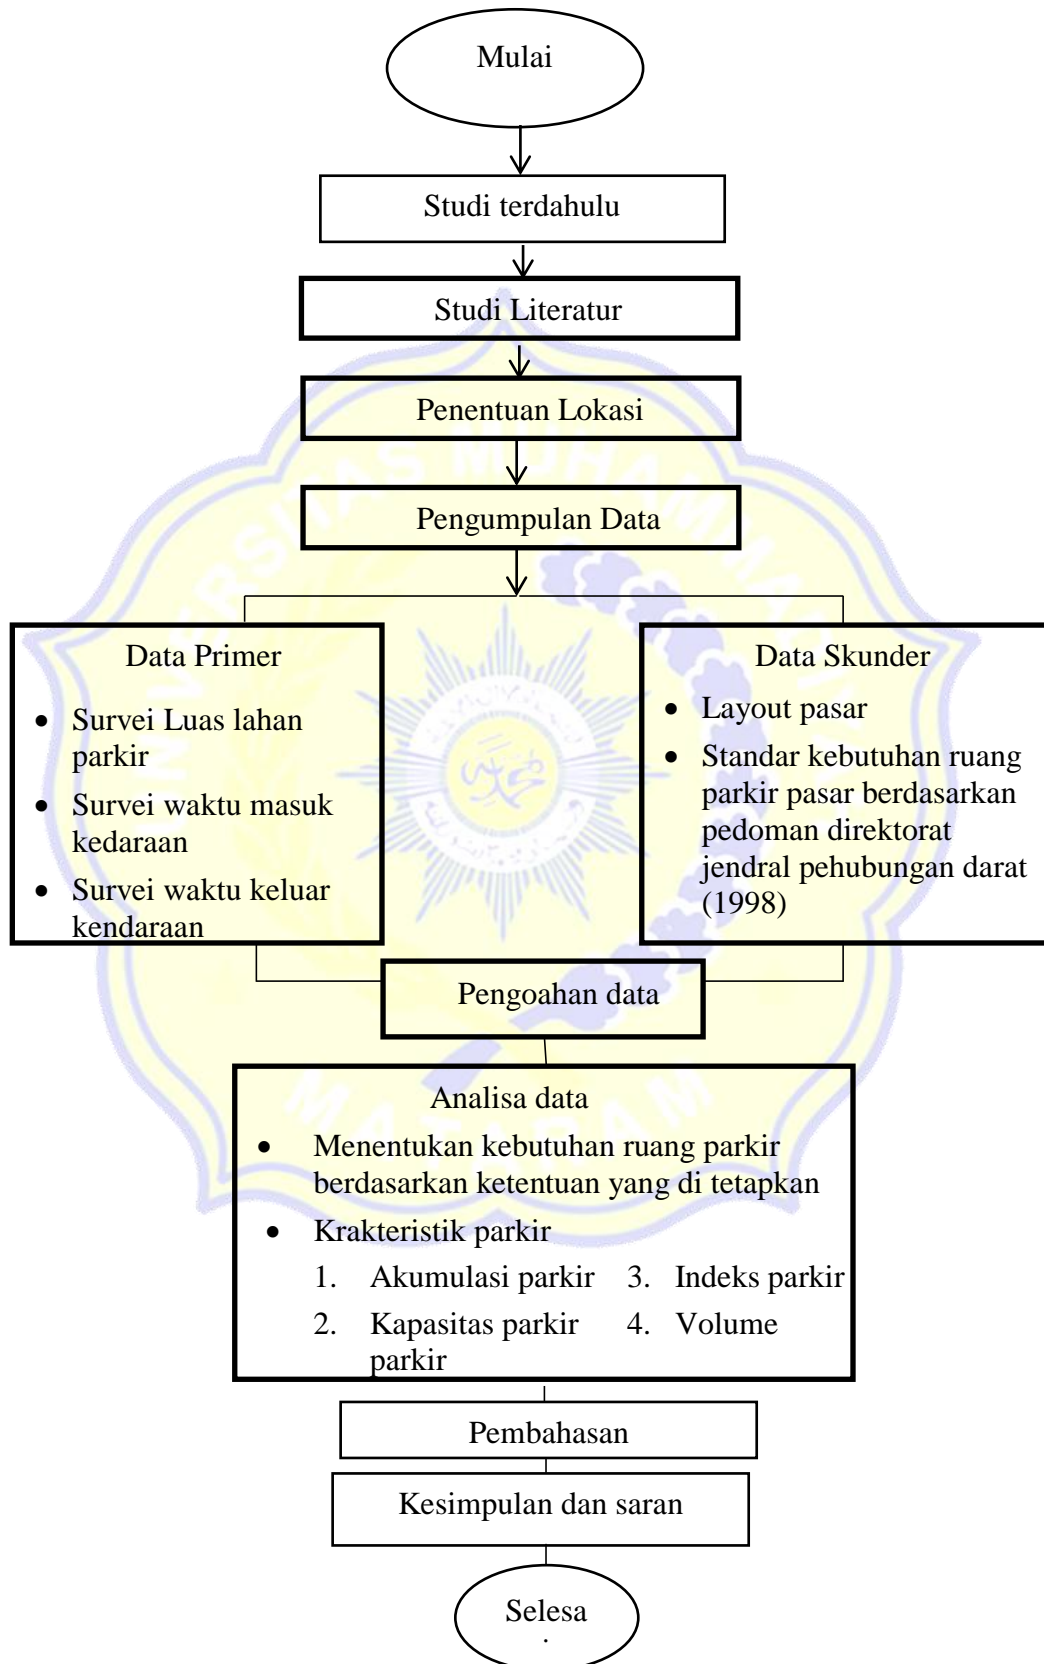 Mulai
Studi terdahulu
Studi Literatur
Penentuan Lokasi
Pengumpulan Data
Data Primer
• Survei Luas lahan
parkir
• Survei waktu masuk
kedaraan
• Survei waktu keluar
kendaraan
Data Skunder
• Layout pasar
• Standar kebutuhan ruang
parkir pasar berdasarkan
pedoman direktorat
jendral pehubungan darat
(1998)
Pengoahan data
Analisa data
• Menentukan kebutuhan ruang parkir
berdasarkan ketentuan yang di tetapkan
• Krakteristik parkir
1. Akumulasi parkir 3. Indeks parkir
2. Kapasitas parkir 4. Volume
parkir
Pembahasan
Kesimpulan dan saran
Selesa
UNIVERSITAS MUHAMMADIYAH
MATARAM